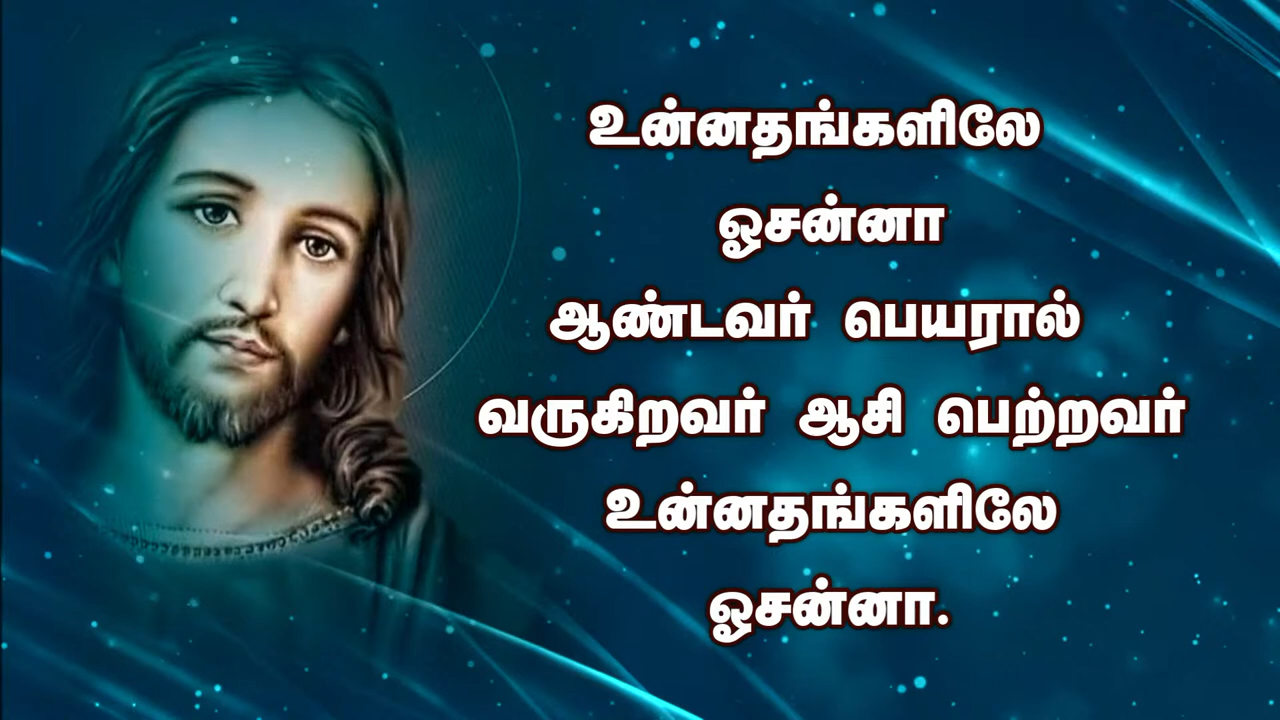 உன்னதங்களிலே
ஓசன்னா
ஆண்டவர் பெயரால்
வருகிறவர் ஆசி பெற்றவர்
உன்னதங்களிலே
ஓசன்னா.